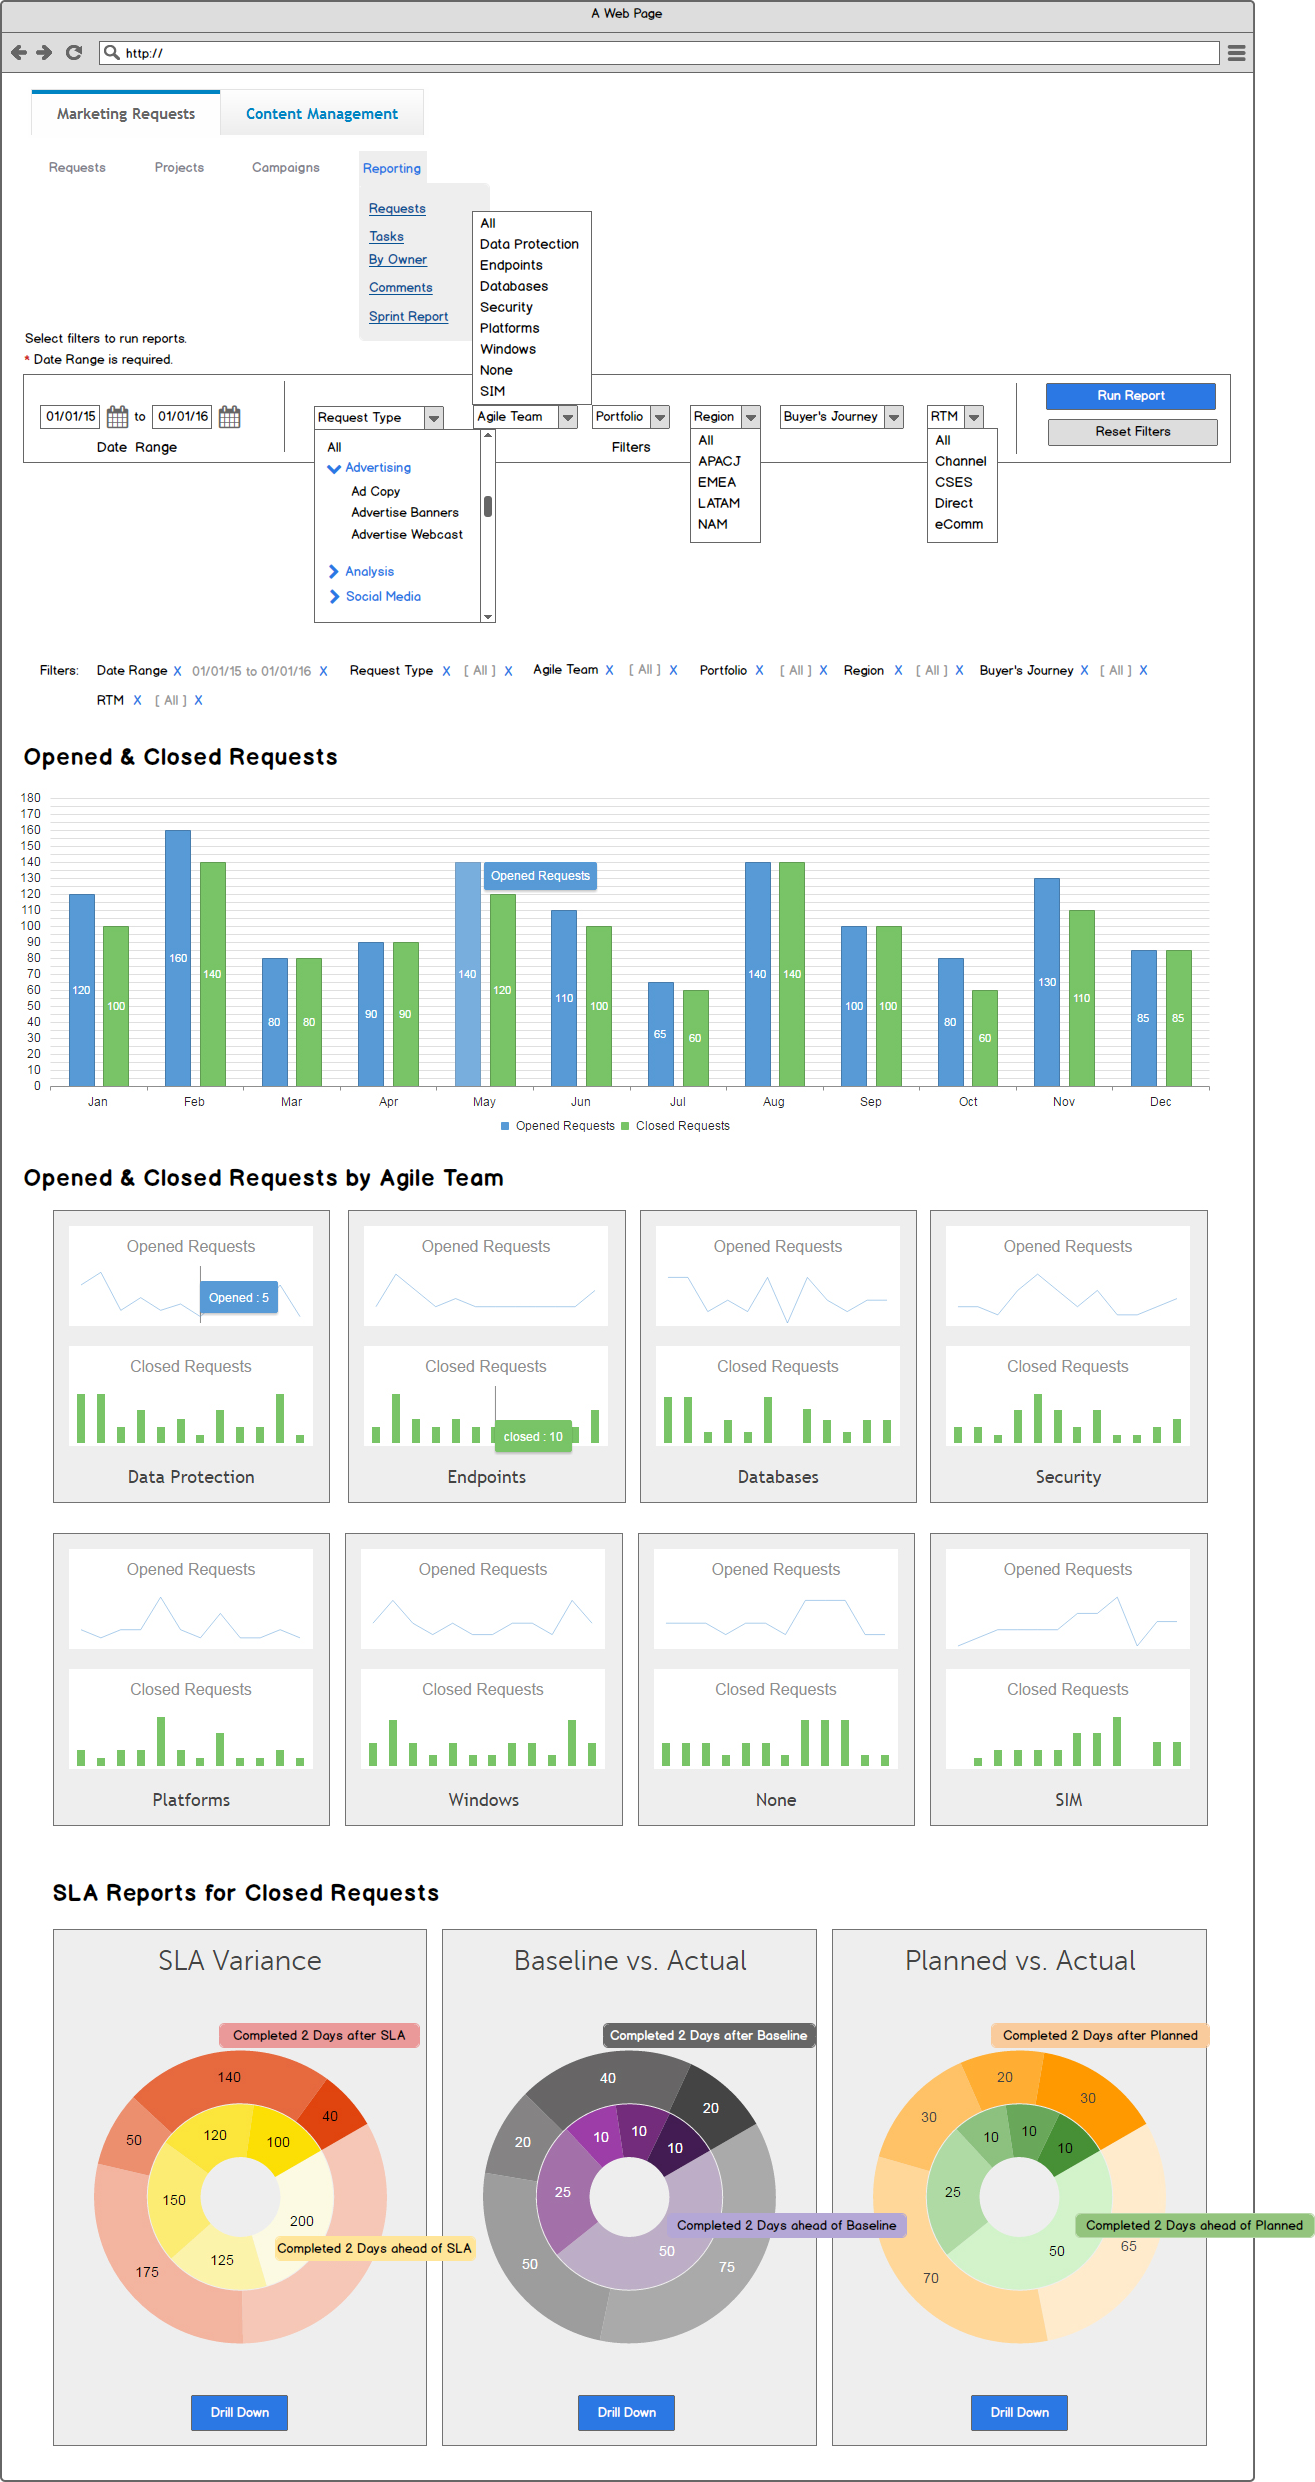 A Web Page
http://
Marketing Requests
Content Management
Requests
Projects
Campaigns
Reporting
Requests
Tasks
By Owner
Comments
Sprint Report
All
Data Protection
Endpoints
Databases
Security
Platforms
Windows
None
SIM
Select filters to run reports.
* Date Range is required.
01/01/15 to 01/01/16
Date Range
Request Type
Agile Team
Portfolio
Region
Buyer's Journey
RTM
Filters
Run Report
Reset Filters
All
Advertising
Ad Copy
Advertise Banners
Advertise Webcast
Analysis
Social Media
All
APACJ
EMEA
LATAM
NAM
All
Channel
CSES
Direct
eComm
Filters: Date Range X 01/01/15 to 01/01/16 X Request Type X [ All ] X Agile Team X [ All ] X Portfolio X [ All ] X Region X [ All ] X Buyer's Journey X [ All ] X
RTM X [ All ] X
Opened & Closed Requests
180
170
160
150
140
130
120
110
100
90
80
70
60
50
40
30
20
10
0
120 100 160 140 80 80 90 90 140 120 110 100 65 60 140 140 100 100 80 60 130 110 85 85
Opened Requests
Jan Feb Mar Apr May Jun Jul Aug Sep Oct Nov Dec
Opened Requests Closed Requests
Opened & Closed Requests by Agile Team
Opened Requests
Opened : 5
Closed Requests
Data Protection
Opened Requests
Closed Requests
closed : 10
Endpoints
Opened Requests
Closed Requests
Databases
Opened Requests
Closed Requests
Security
Opened Requests
Closed Requests
Platforms
Opened Requests
Closed Requests
Windows
Opened Requests
Closed Requests
None
Opened Requests
Closed Requests
SIM
SLA Reports for Closed Requests
SLA Variance
Completed 2 Days after SLA
140
40
50
120
100
150
200
125
175
Completed 2 Days ahead of SLA
Drill Down
Baseline vs. Actual
Completed 2 Days after Baseline
40
20
20
10
10
10
25
50
50
75
Completed 2 Days ahead of Baseline
Drill Down
Planned vs. Actual
Completed 2 Days after Planned
20
30
30
10
10
10
25
50
65
70
Completed 2 Days ahead of Planned
Drill Down